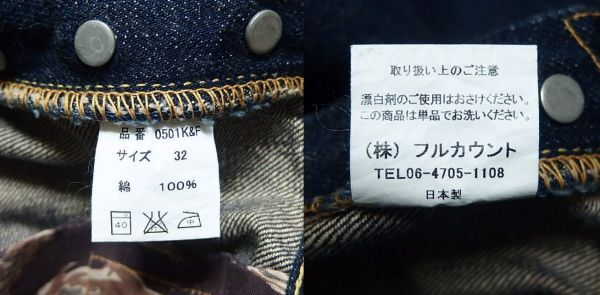 品番 0501K&F
サイズ 32
綿 100%
40
中
取り扱い上のご注意
漂白剤のご使用はおさけください。
この商品は単品でお洗いください。
(株) フルカウント
TEL06-4705-1108
日本製